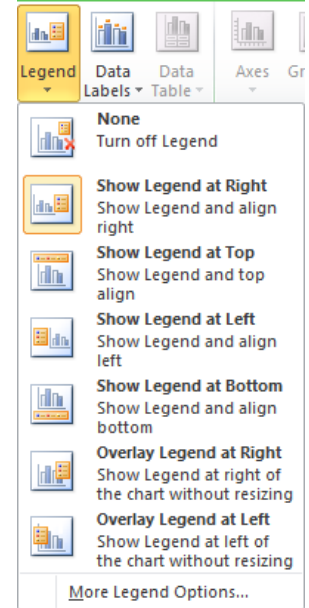 Legend Data Data Axes Gr
Labels Table
None
Turn off Legend
Show Legend at Right
Show Legend and align
right
Show Legend at Top
Show Legend and top
align
Show Legend at Left
Show Legend and align
left
Show Legend at Bottom
Show Legend and align
bottom
Overlay Legend at Right
Show Legend at right of
the chart without resizing
Overlay Legend at Left
Show Legend at left of
the chart without resizing
More Legend Options...